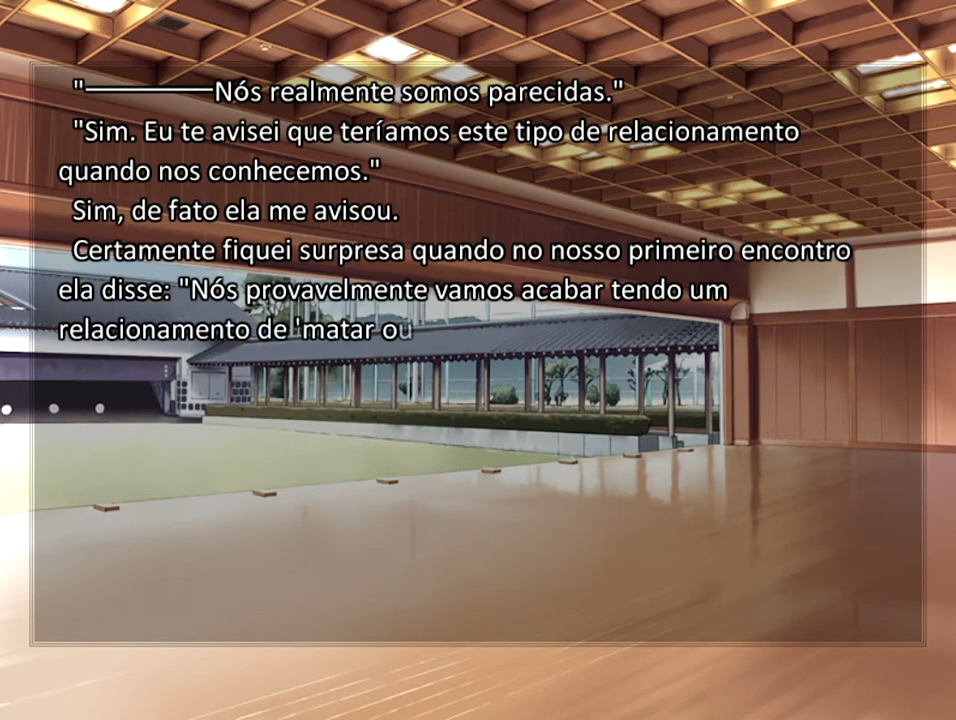 "————Nós realmente somos parecidas."
"Sim. Eu te avisei que teríamos este tipo de relacionamento
quando nos conhecemos."
Sim, de fato ela me avisou.
Certamente fiquei surpresa quando no nosso primeiro encontro
ela disse: "Nós provavelmente vamos acabar tendo um
relacionamento de 'matar ou